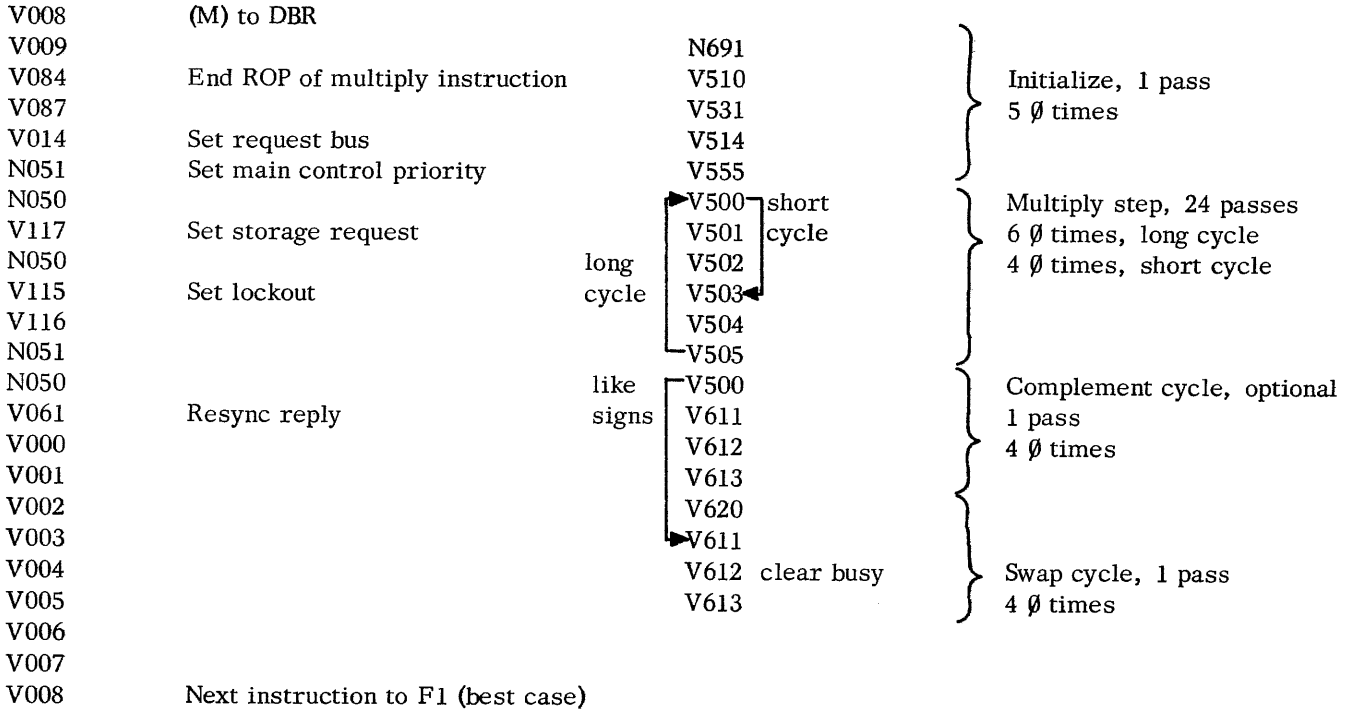 V008 (M) to DBR
V009 N691
V084 End ROP of multiply instruction V510 Initialize, 1 pass
V087 V531 5 Ø times
V014 Set request bus V514
N051 Set main control priority V555
N050 V500 short Multiply step, 24 passes
V117 Set storage request V501 cycle 6 Ø times, long cycle
N050 long V502 4 Ø times, short cycle
V115 Set lockout cycle V503
V116 V504
N051 V505
N050 like V500 Complement cycle, optional
V061 Resync reply signs V611 1 pass
V000 V612 4 Ø times
V001 V613
V002 V620
V003 V611
V004 V612 clear busy Swap cycle, 1 pass
V005 V613 4 Ø times
V006
V007
V008 Next instruction to F1 (best case)